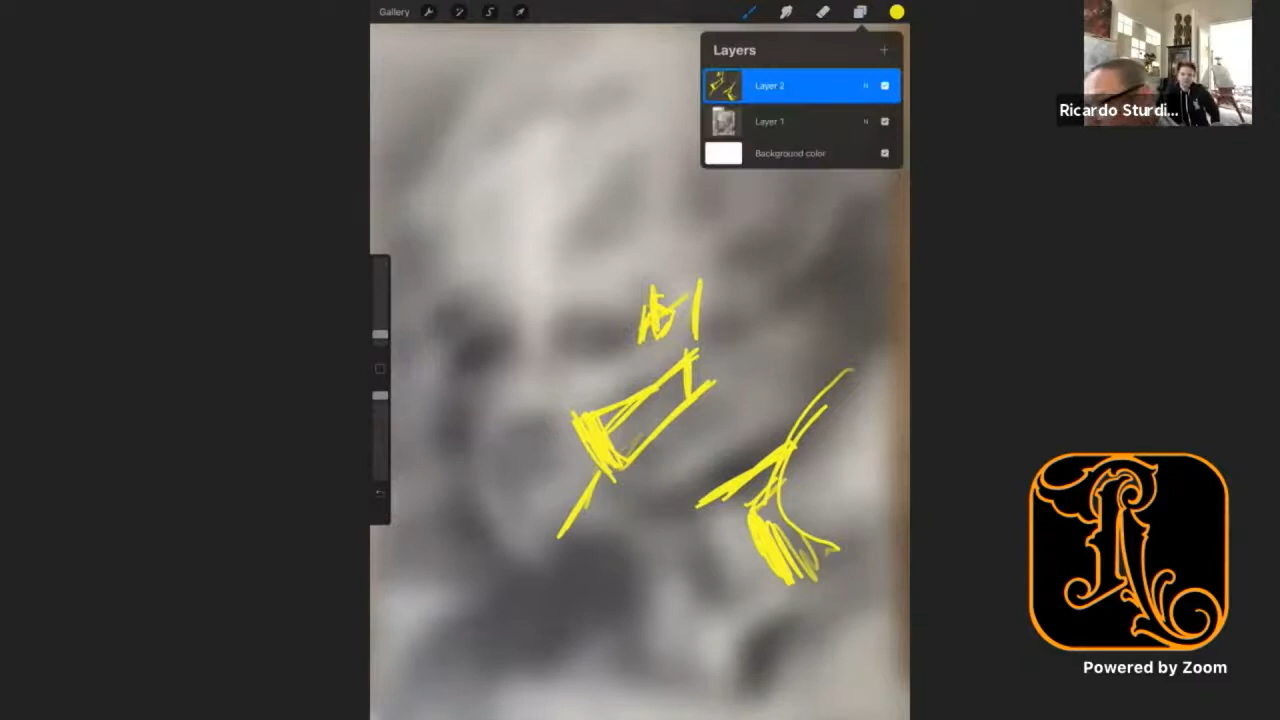 Gallery
Layers
Layer 2
N
Layer 1
N
Background color
Ricardo Sturdi...
Powered by Zoom